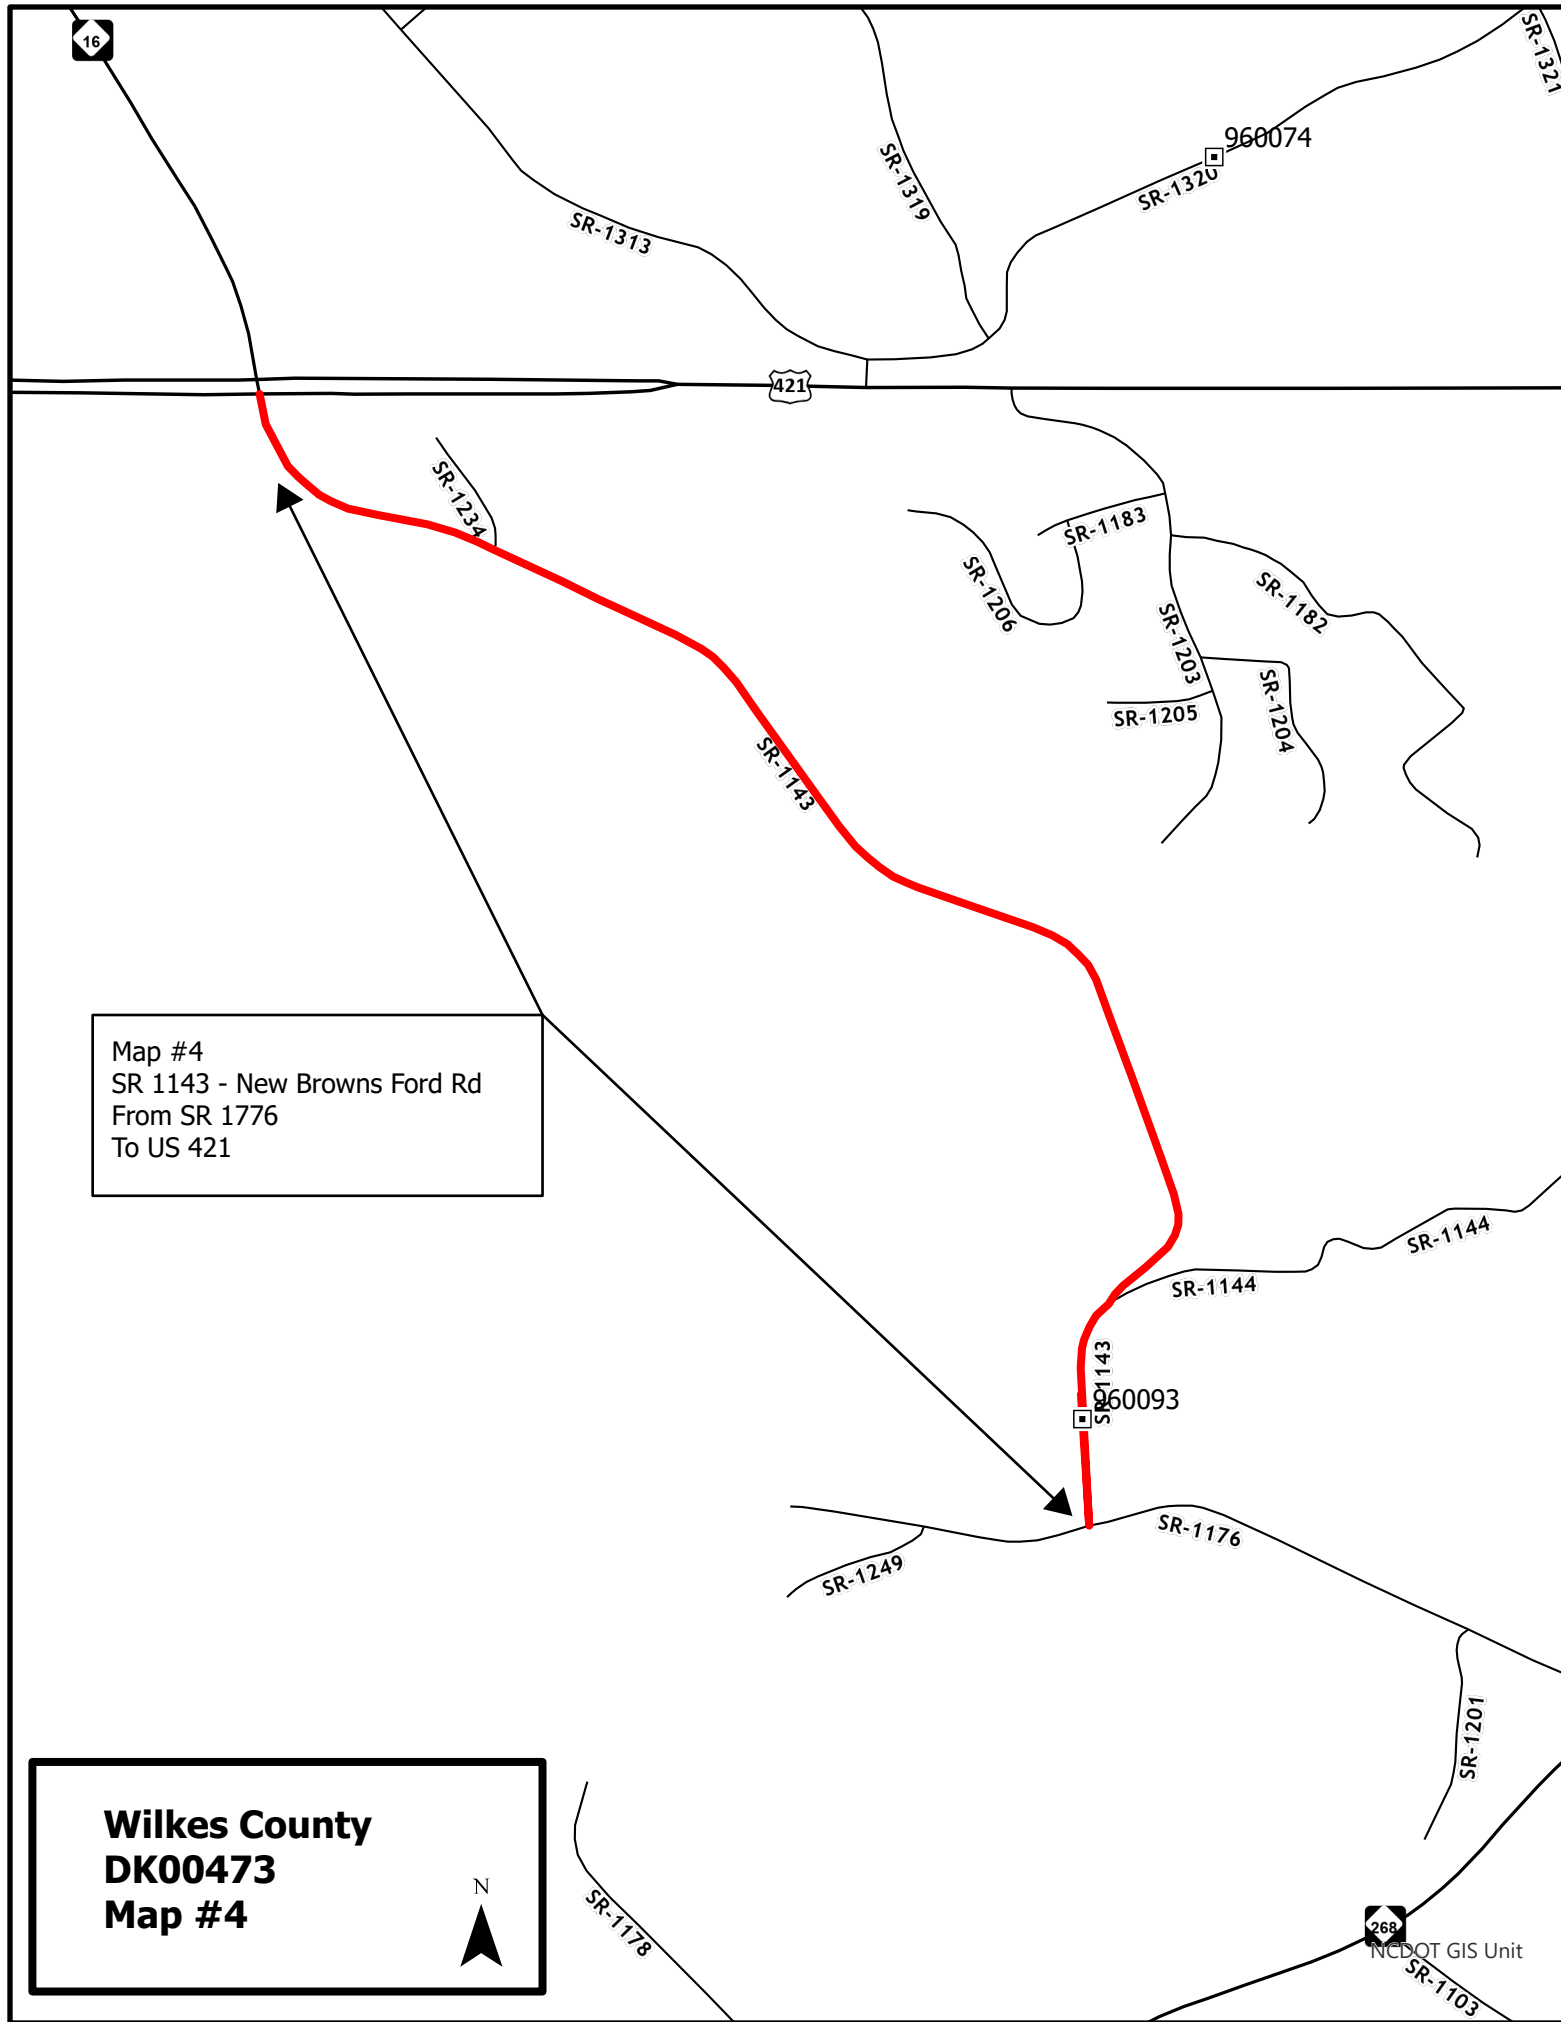 16
SR-1321
960074
SR-1320
SR-1319
SR-1313
421
SR-1234
SR-1183
SR-1206
SR-1182
SR-1203
SR-1205
SR-1204
SR-1143
Map #4
SR 1143 - New Browns Ford Rd
From SR 1776
To US 421
SR-1144
SR-1144
SR-1143
960093
SR-1176
SR-1249
SR-1201
Wilkes County
DK00473
Map #4
N
SR-1178
268
NCDOT GIS Unit
SR-1103